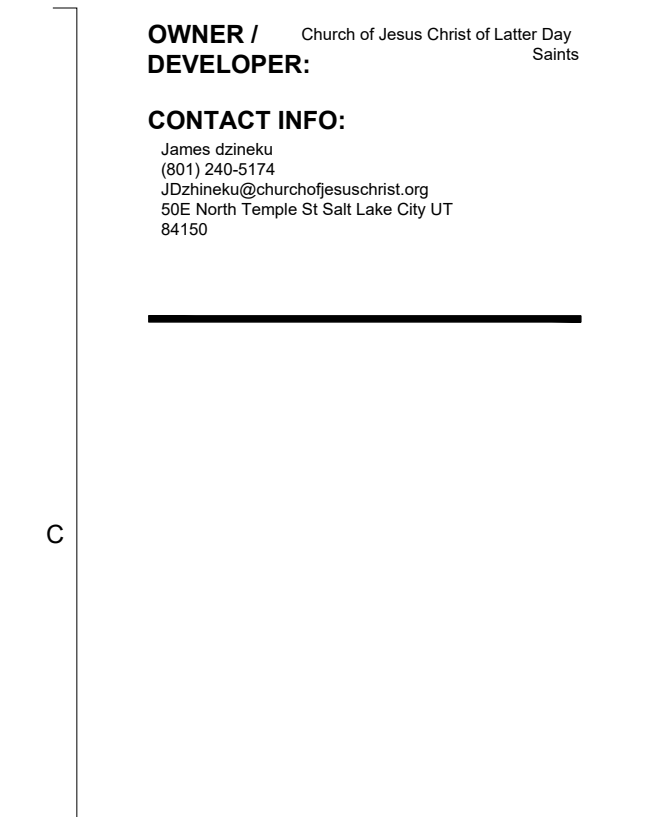 OWNER /
DEVELOPER:
Church of Jesus Christ of Latter Day
Saints
CONTACT INFO:
James dzineku
(801) 240-5174
JDzhineku@churchofjesuschrist.org
50E North Temple St Salt Lake City UT
84150
C